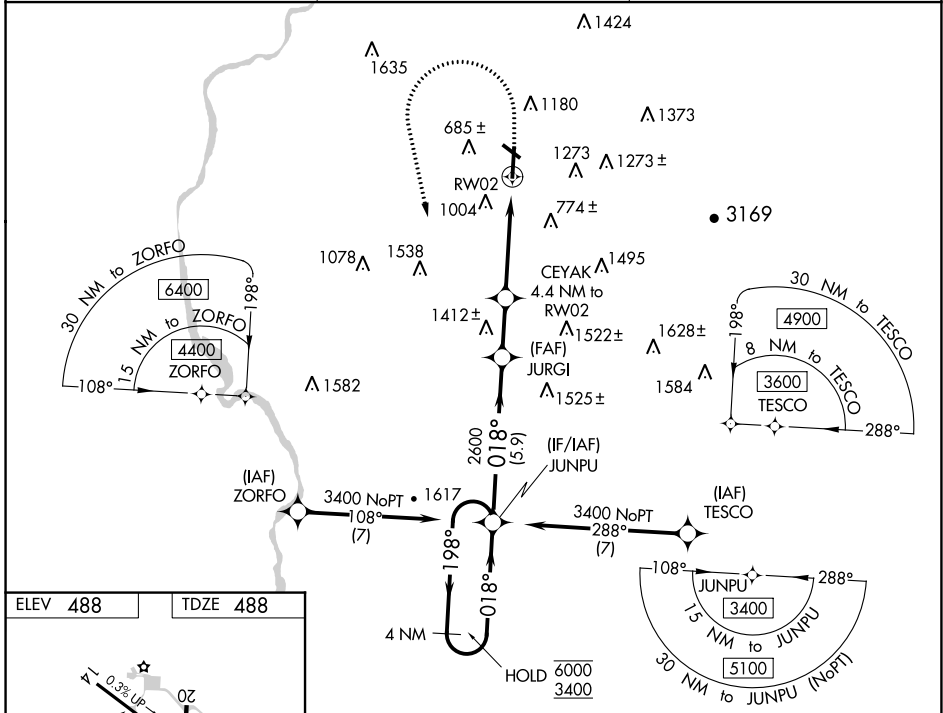 1424
1635
1180
1373
685 ±
1273
1273 ±
RW02
1004
774 ±
3169
30 NM to ZORFO
6400
198°
15 NM to ZORFO
4400
ZORFO
108°
1078
1538
CEYAK
4.4 NM to
RW02
1495
1412 ±
1522 ±
1628 ±
1584
(FAF)
JURGI
1525 ±
1582
30 NM to TESCO
4900
198°
8 NM to TESCO
3600
TESCO
288°
2600
018°
(5.9)
(IF/IAF)
JUNPU
(IAF)
ZORFO
3400 NoPT
108°
(7)
1617
3400 NoPT
288°
(7)
(IAF)
TESCO
198°
018°
4 NM
HOLD
6000
3400
108°
JUNPU
288°
3400
15 NM to JUNPU
5100
30 NM to JUNPU (NoPT)
ELEV 488
TDZE 488
14
0.3% UP
20